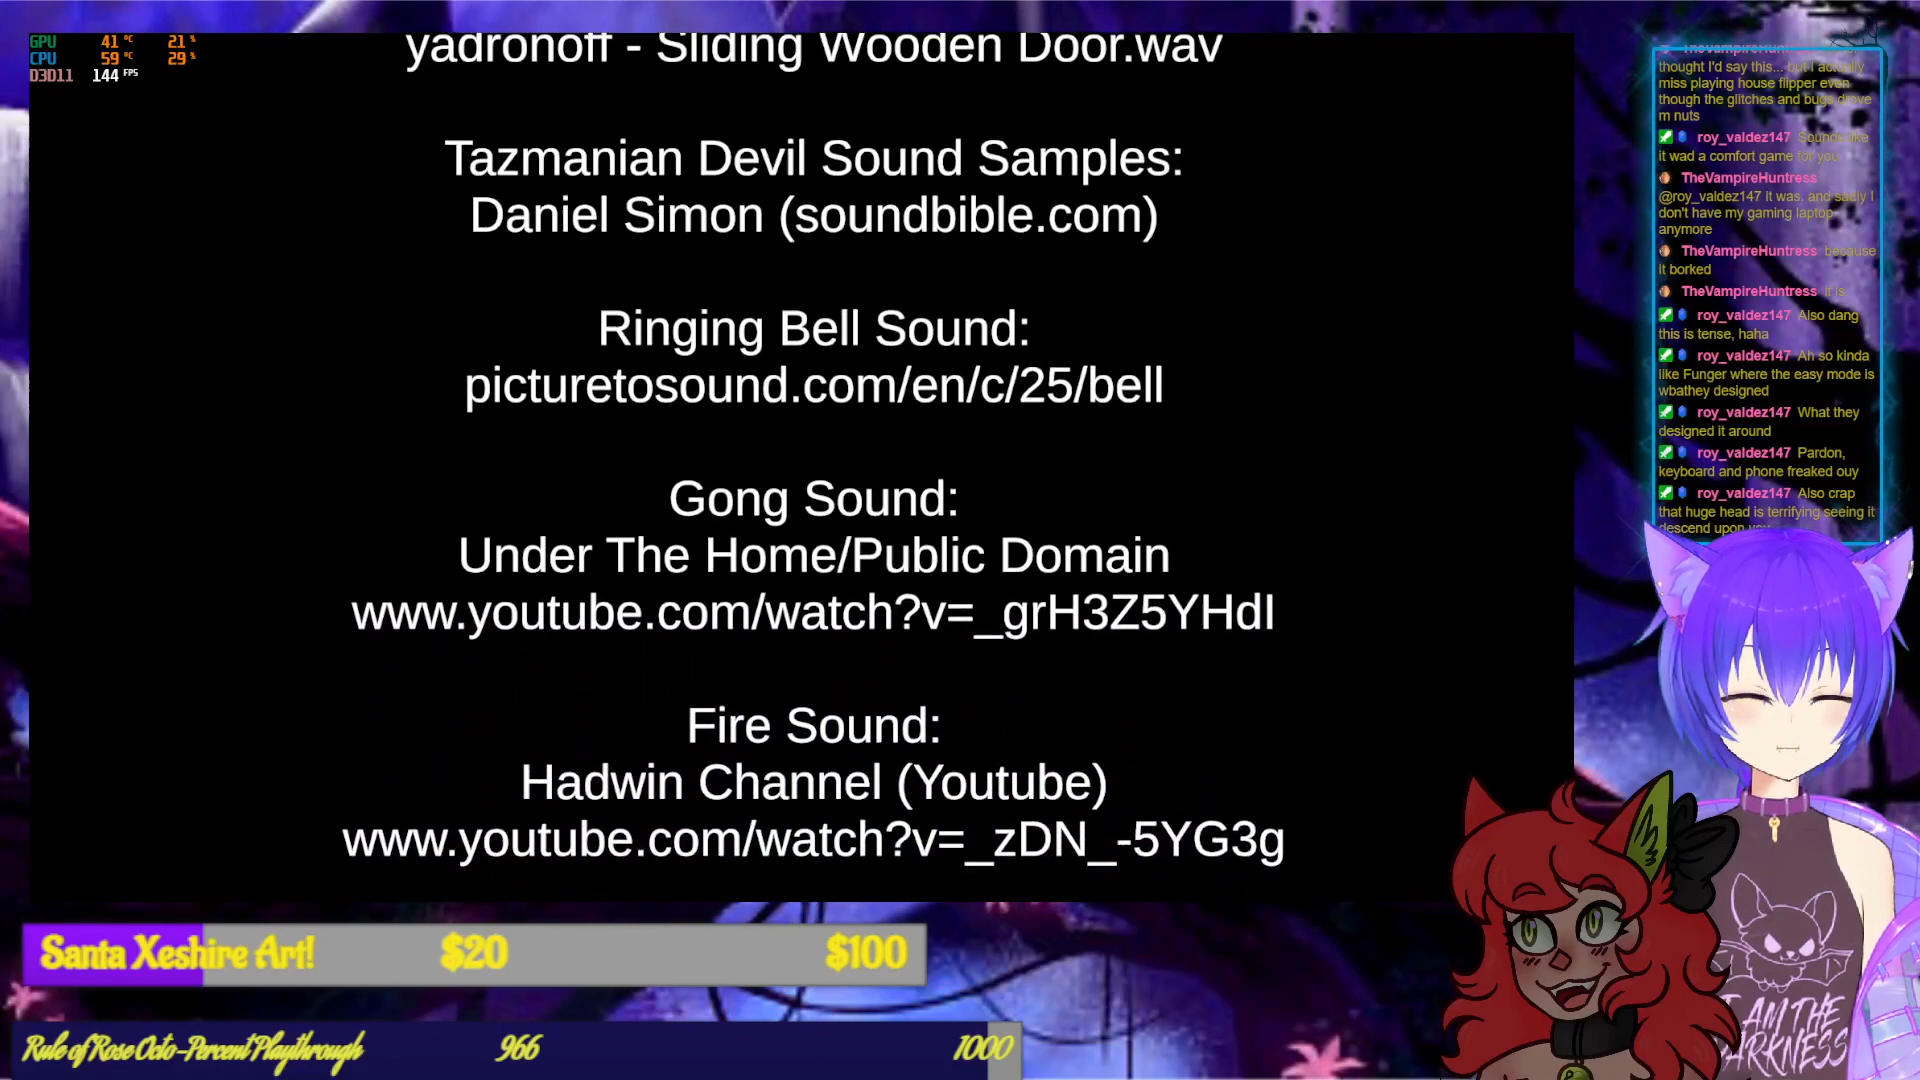 GPU 41 °C 21 %
CPU 59 °C 29 %
D3D11 144 FPS
yadronoff - Sliding Wooden Door.wav
Tazmanian Devil Sound Samples:
Daniel Simon (soundbible.com)
Ringing Bell Sound:
picturetosound.com/en/c/25/bell
Gong Sound:
Under The Home/Public Domain
www.youtube.com/watch?v=_grH3Z5YHdI
Fire Sound:
Hadwin Channel (Youtube)
www.youtube.com/watch?v=_zDN_-5YG3g
thought I'd say this... but I actually
miss playing house flipper even
though the glitches and bugs drove
m nuts
roy_valdez147 Sounds like
it wad a comfort game for you
TheVampireHuntress
@roy_valdez147 it was. and sadly I
don't have my gaming laptop
anymore
TheVampireHuntress because
it borked
TheVampireHuntress it is
roy_valdez147 Also dang
this is tense, haha
roy_valdez147 Ah so kinda
like Funger where the easy mode is
wbathey designed
roy_valdez147 What they
designed it around
roy_valdez147 Pardon,
keyboard and phone freaked ouy
roy_valdez147 Also crap
that huge head is terrifying seeing it
descend upon you
Santa Xeshire Art! $20 $100
Rule of Rose Octo-Percent Playthrough 966 1000
I AM THE
DARKNESS